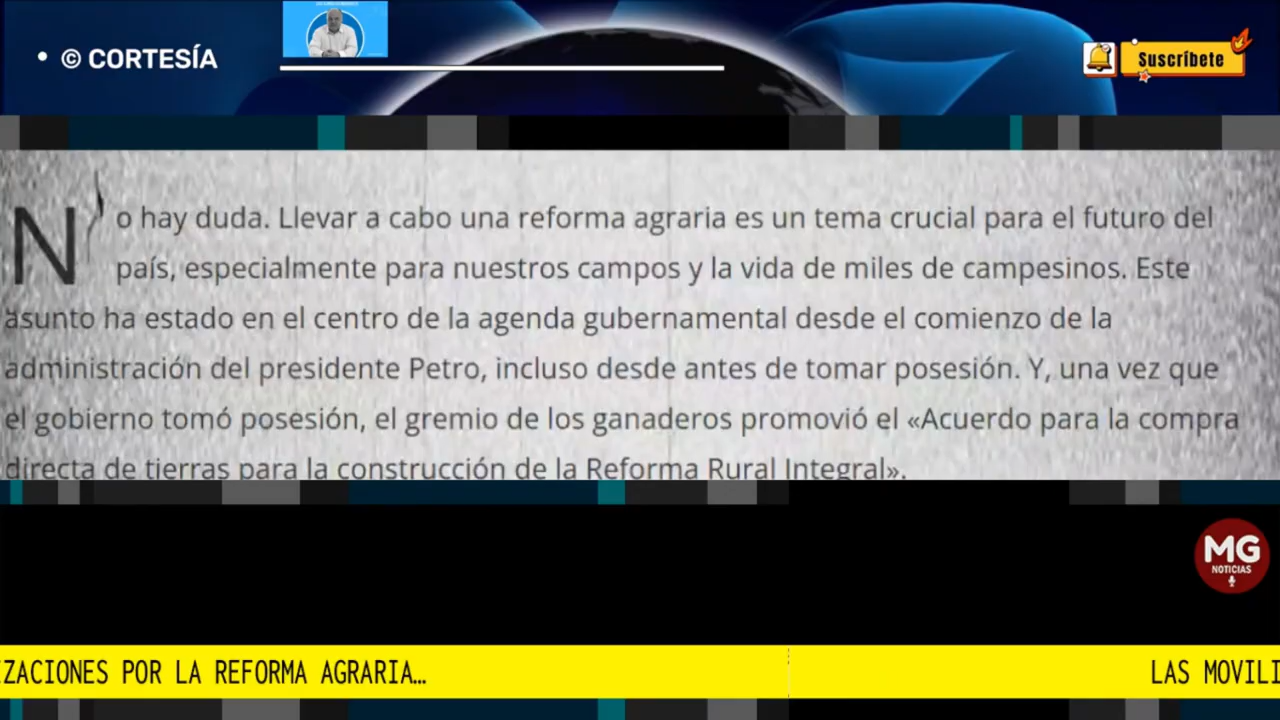 • © CORTESÍA
Suscríbete
No hay duda. Llevar a cabo una reforma agraria es un tema crucial para el futuro del
país, especialmente para nuestros campos y la vida de miles de campesinos. Este
asunto ha estado en el centro de la agenda gubernamental desde el comienzo de la
administración del presidente Petro, incluso desde antes de tomar posesión. Y, una vez que
el gobierno tomó posesión, el gremio de los ganaderos promovió el «Acuerdo para la compra
directa de tierras para la construcción de la Reforma Rural Integral».
MG
NOTICIAS
IZACIONES POR LA REFORMA AGRARIA... LAS MOVILI